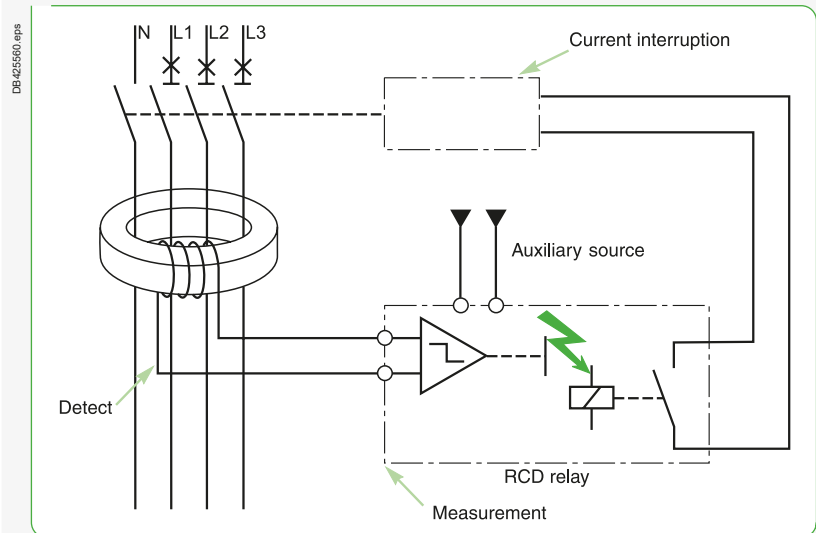 DB425560.eps
N L1 L2 L3
Current interruption
Auxiliary source
Detect
RCD relay
Measurement